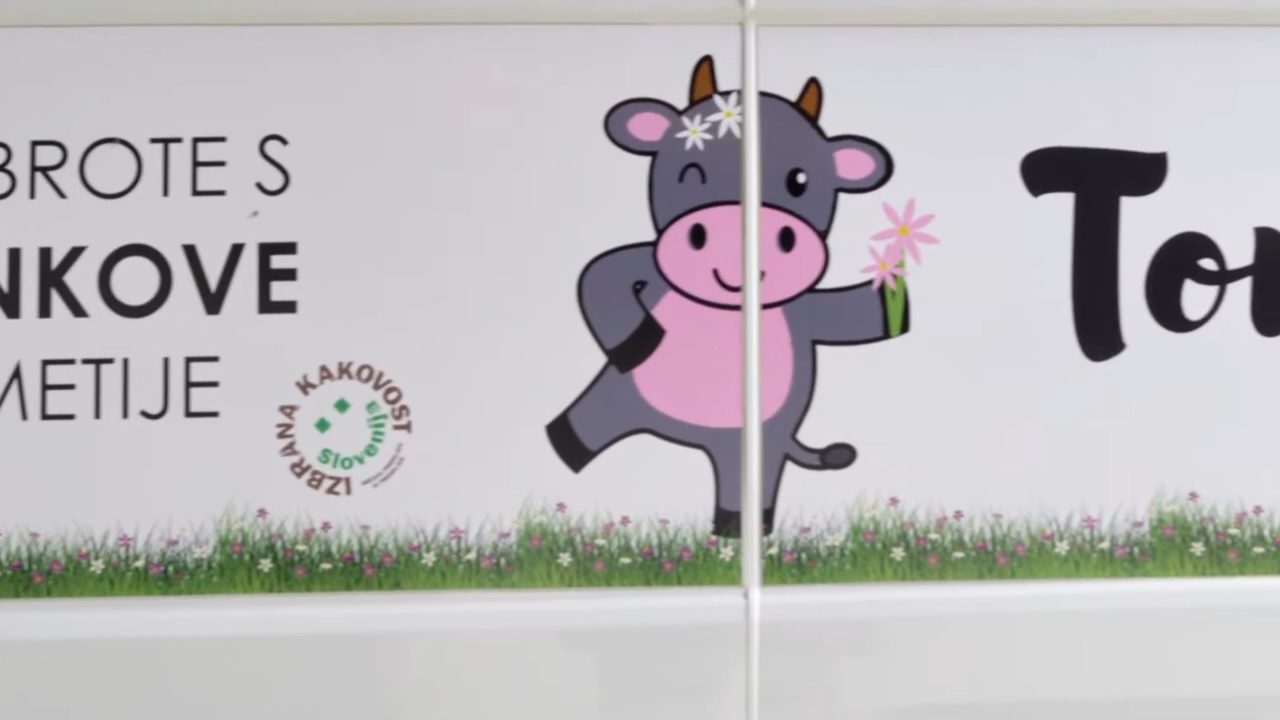 BROTE S
NKOVE
METIJE
IZBRANA KAKOVOST
Slovenija
To